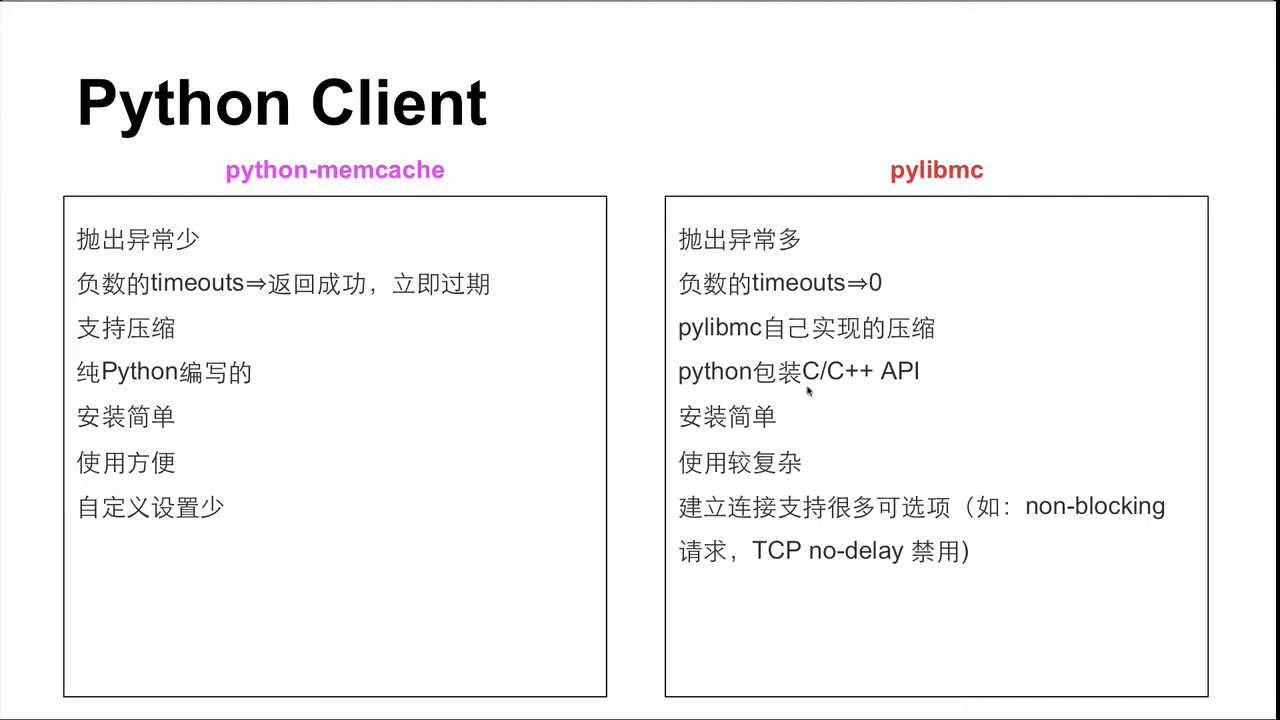 Python Client
python-memcache
抛出异常少
负数的timeouts⇒返回成功，立即过期
支持压缩
纯Python编写的
安装简单
使用方便
自定义设置少
pylibmc
抛出异常多
负数的timeouts⇒0
pylibmc自己实现的压缩
python包装C/C++ API
安装简单
使用较复杂
建立连接支持很多可选项（如：non-blocking
请求，TCP no-delay 禁用)